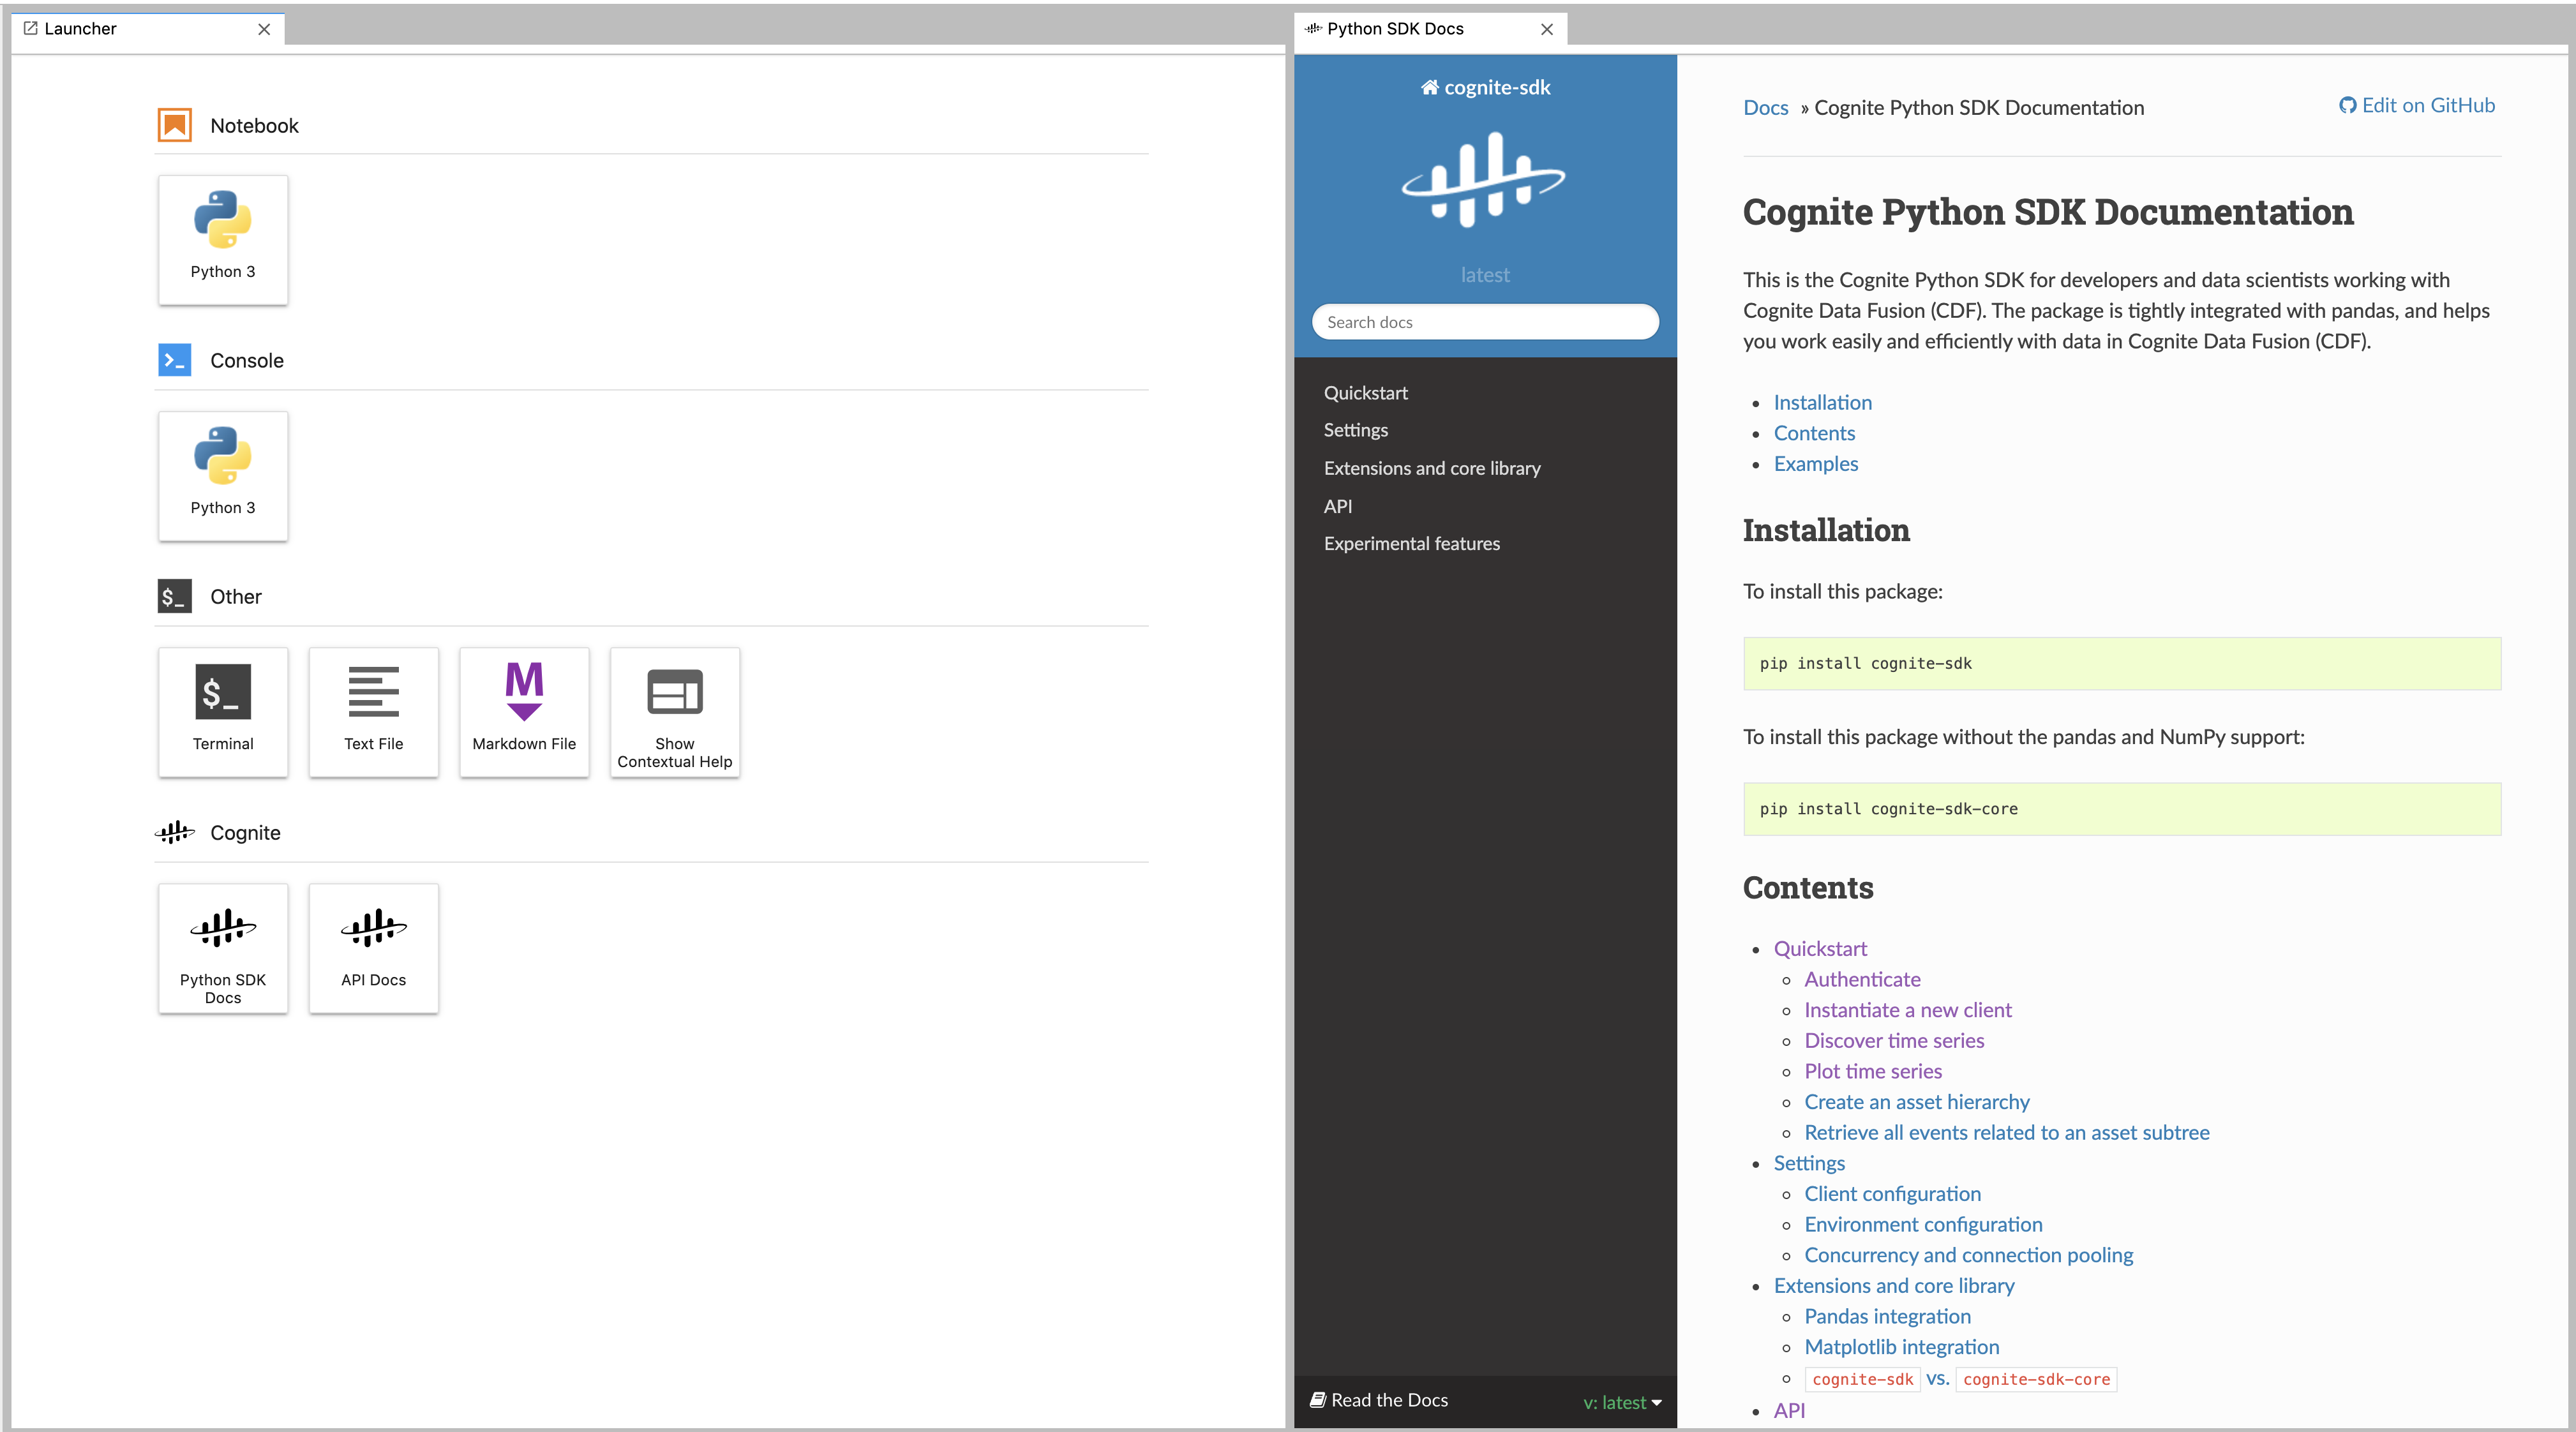 Launcher
Notebook
Python 3
Console
Python 3
$_ Other
$_
Terminal
Text File
M
Markdown File
Show
Contextual Help
Cognite
Python SDK
Docs
API Docs
Python SDK Docs
cognite-sdk
latest
Search docs
Quickstart
Settings
Extensions and core library
API
Experimental features
Read the Docs
v: latest
Docs » Cognite Python SDK Documentation
Edit on GitHub
Cognite Python SDK Documentation
This is the Cognite Python SDK for developers and data scientists working with
Cognite Data Fusion (CDF). The package is tightly integrated with pandas, and helps
you work easily and efficiently with data in Cognite Data Fusion (CDF).
Installation
Contents
Examples
Installation
To install this package:
pip install cognite-sdk
To install this package without the pandas and NumPy support:
pip install cognite-sdk-core
Contents
Quickstart
Authenticate
Instantiate a new client
Discover time series
Plot time series
Create an asset hierarchy
Retrieve all events related to an asset subtree
Settings
Client configuration
Environment configuration
Concurrency and connection pooling
Extensions and core library
Pandas integration
Matplotlib integration
cognite-sdk vs. cognite-sdk-core
API